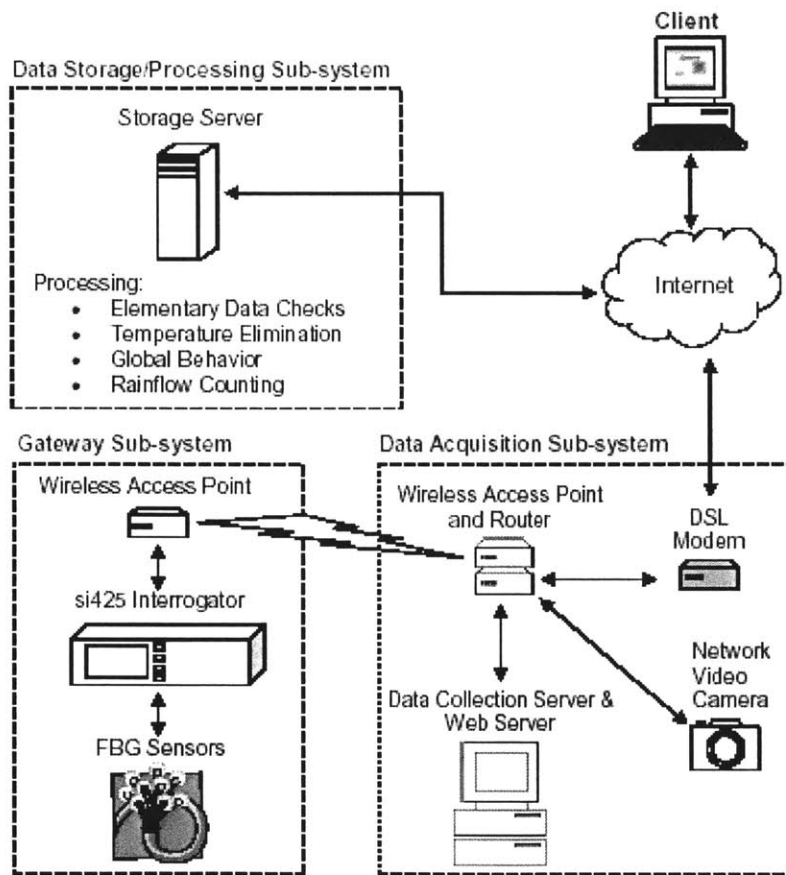 Client
Data Storage/Processing Sub-system
Storage Server
Internet
Processing:
• Elementary Data Checks
• Temperature Elimination
• Global Behavior
• Rainflow Counting
Gateway Sub-system
Wireless Access Point
si425 Interrogator
FBG Sensors
Data Acquisition Sub-system
Wireless Access Point
and Router
DSL
Modem
Network
Video
Camera
Data Collection Server &
Web Server